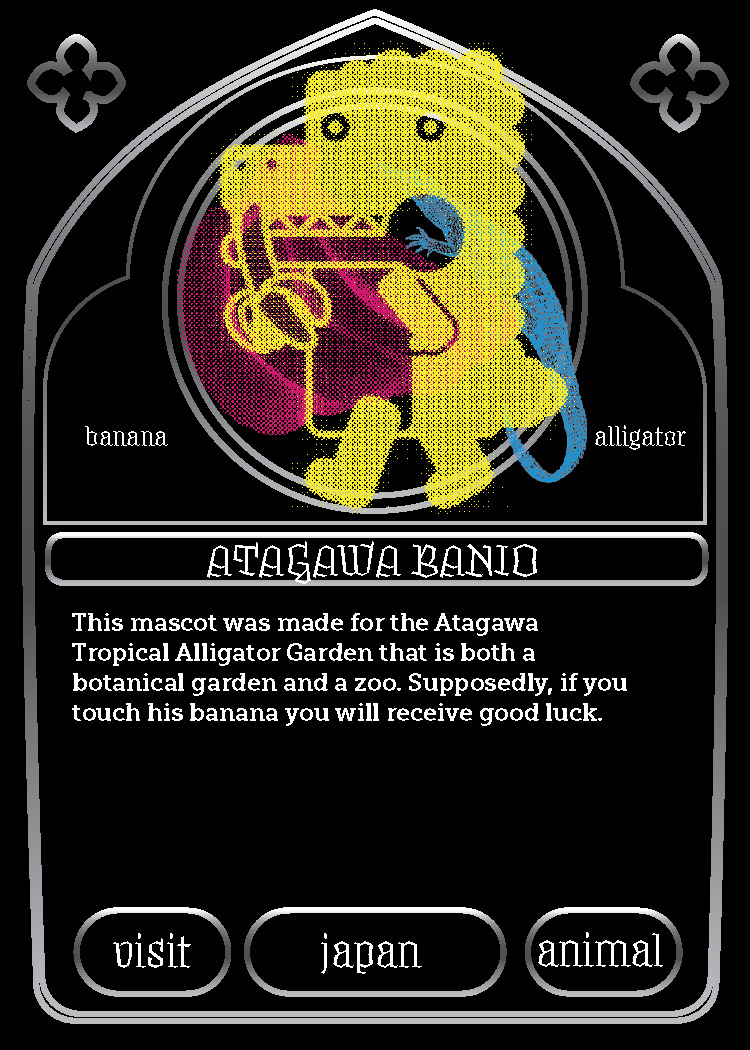 banana
alligator
ATAGAWA BANIO
This mascot was made for the Atagawa
Tropical Alligator Garden that is both a
botanical garden and a zoo. Supposedly, if you
touch his banana you will receive good luck.
visit
japan
animal